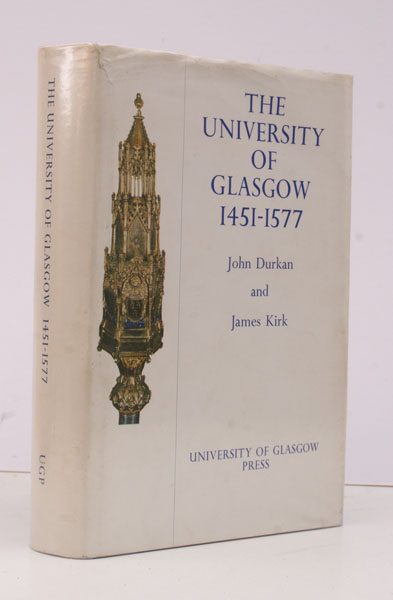 THE UNIVERSITY OF GLASGOW 1451-1577
UGP
THE
UNIVERSITY
OF
GLASGOW
1451-1577
John Durkan
and
James Kirk
UNIVERSITY OF GLASGOW
PRESS